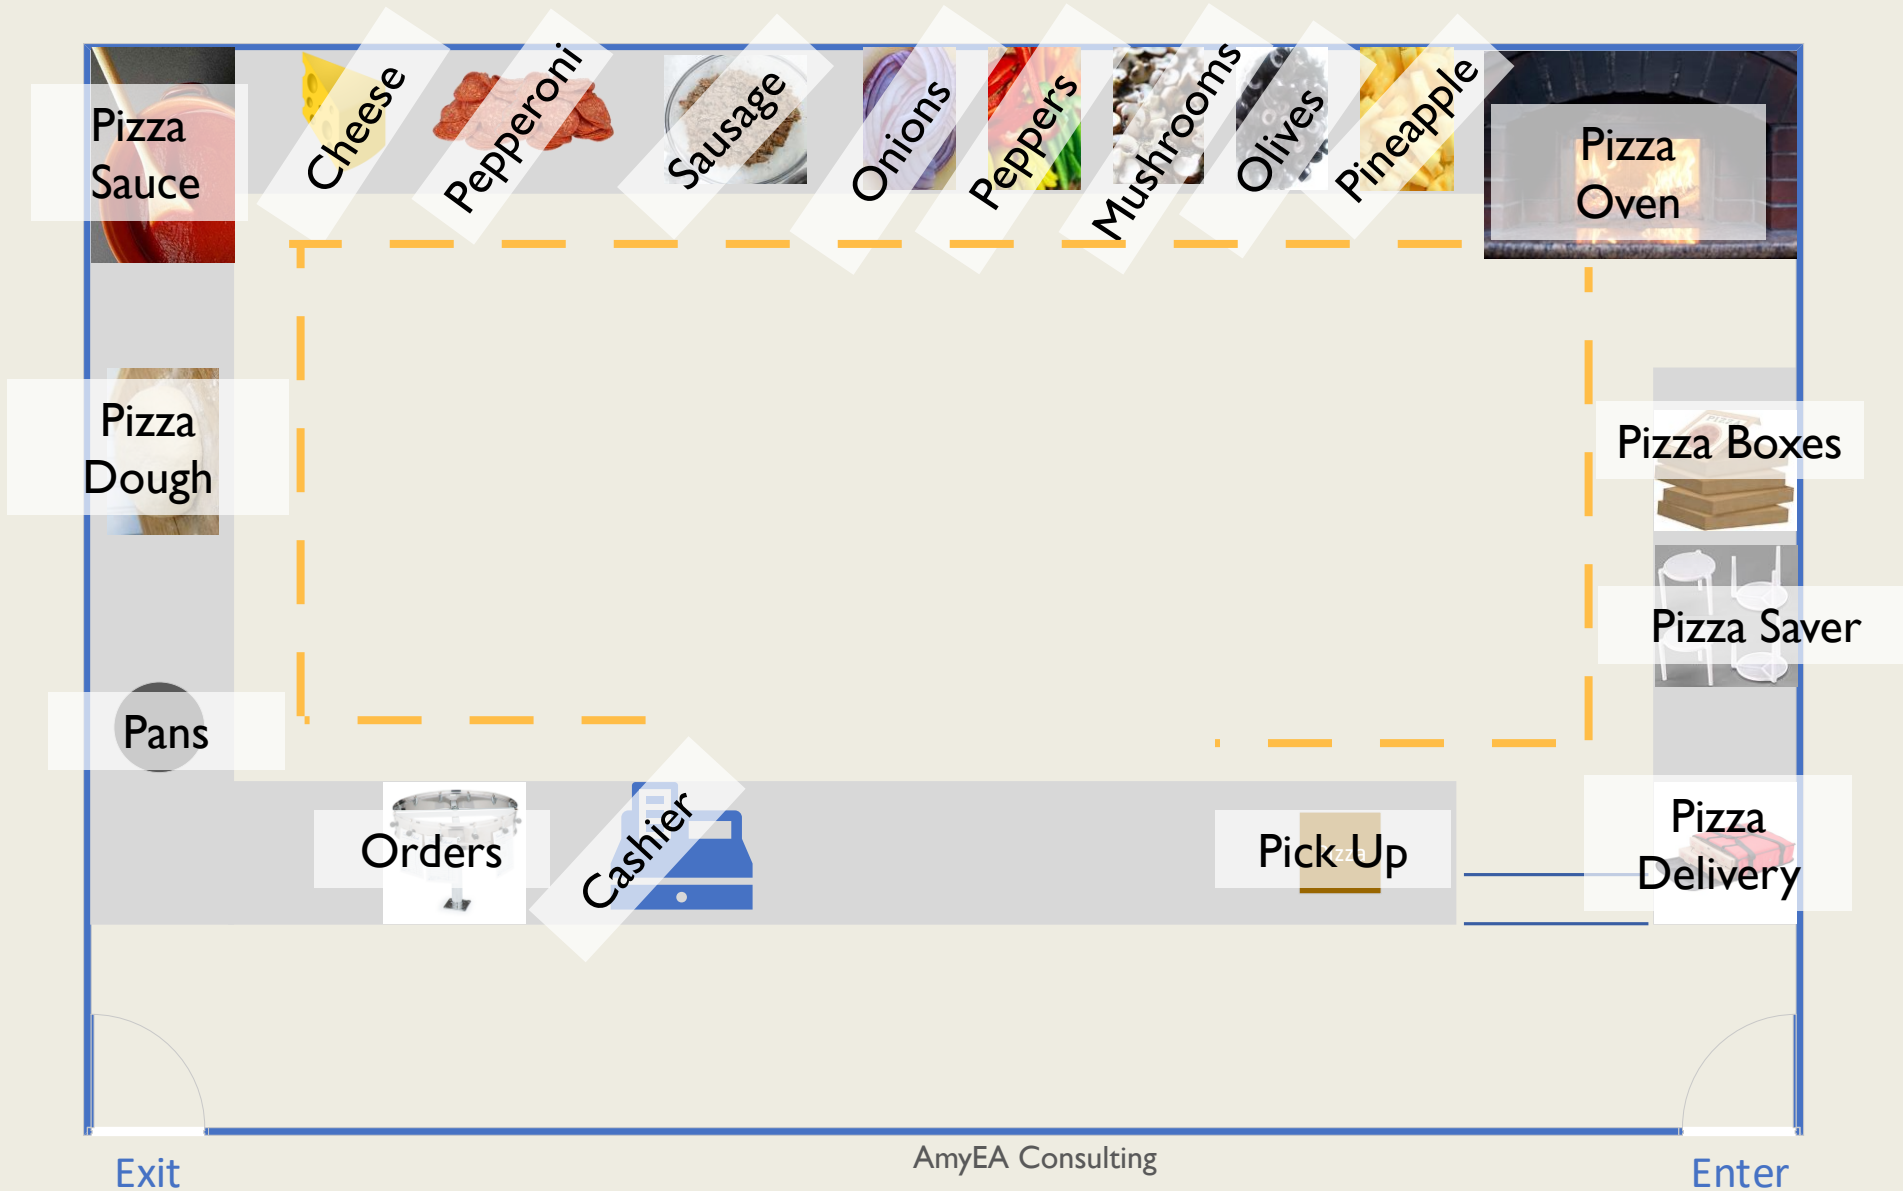 Cheese
Pepperoni
Sausage
Onions
Peppers
Mushrooms
Olives
Pineapple
Pizza
Sauce
Pizza
Oven
Pizza
Dough
Pizza Boxes
Pizza Saver
Pans
Orders
Cashier
Pick Up
Pizza
Delivery
AmyEA Consulting
Exit
Enter